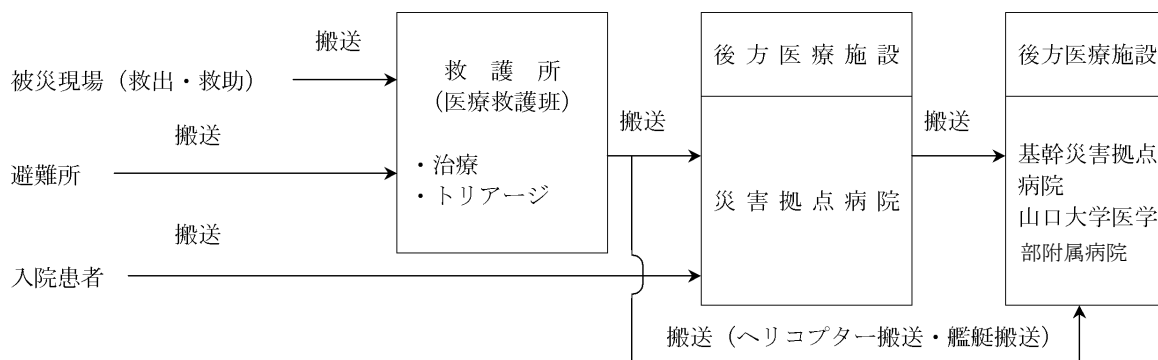 搬送
被災現場（救出・救助）
搬送
避難所
搬送
入院患者
救護所
（医療救護班）
・治療
・トリアージ
搬送
後方医療施設
災害拠点病院
搬送
後方医療施設
基幹災害拠点
病院
山口大学医学
部附属病院
搬送（ヘリコプター搬送・艦艇搬送）